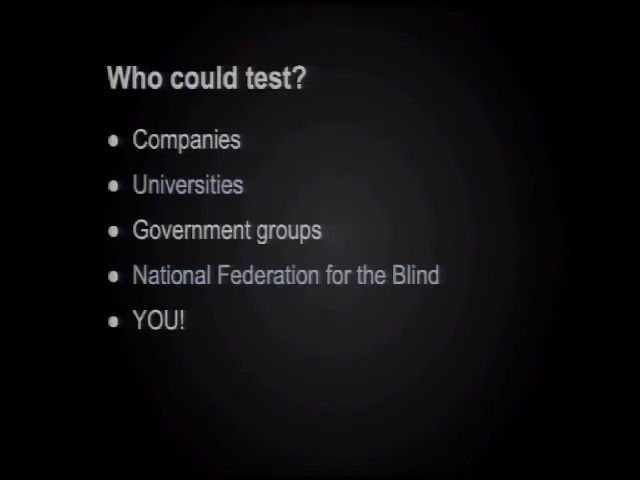 Who could test?
• Companies
• Universities
• Government groups
• National Federation for the Blind
• YOU!